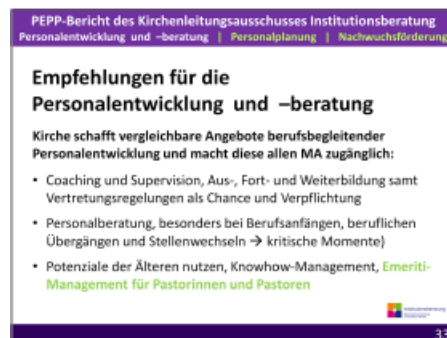 PEPP-Bericht des Kirchenleitungsausschusses Institutionsberatung
Personalentwicklung und –beratung | Personalplanung | Nachwuchsförderung
Empfehlungen für die
Personalentwicklung und –beratung
Kirche schafft vergleichbare Angebote berufsbegleitender
Personalentwicklung und macht diese allen MA zugänglich:
• Coaching und Supervision, Aus-, Fort- und Weiterbildung samt
Vertretungsregelungen als Chance und Verpflichtung
• Personalberatung, besonders bei Berufsanfängen, beruflichen
Übergängen und Stellenwechseln → kritische Momente)
• Potenziale der Älteren nutzen, Knowhow-Management, Emeriti-
Management für Pastorinnen und Pastoren
Institutionsberatung
33